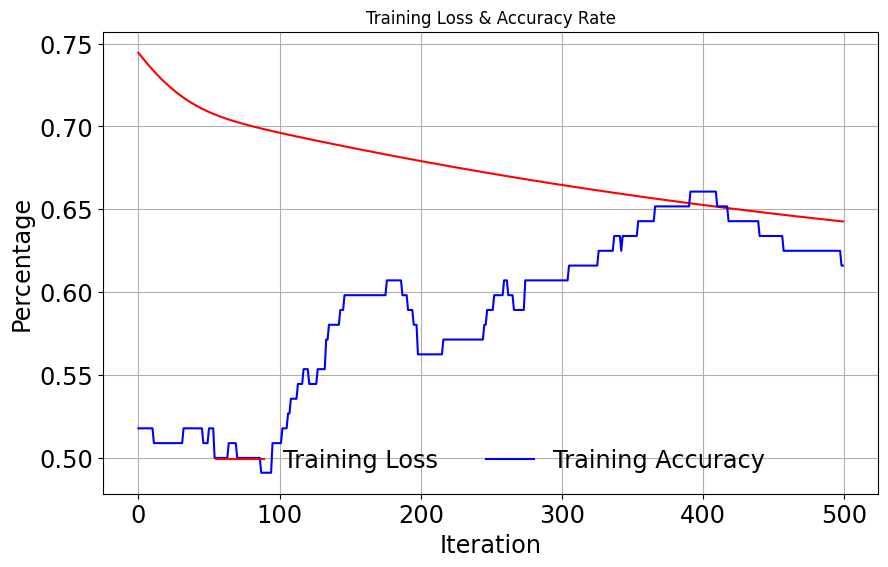 Training Loss & Accuracy Rate
Percentage
0.75
0.70
0.65
0.60
0.55
0.50
Training Loss
Training Accuracy
0
100
200
300
400
500
Iteration